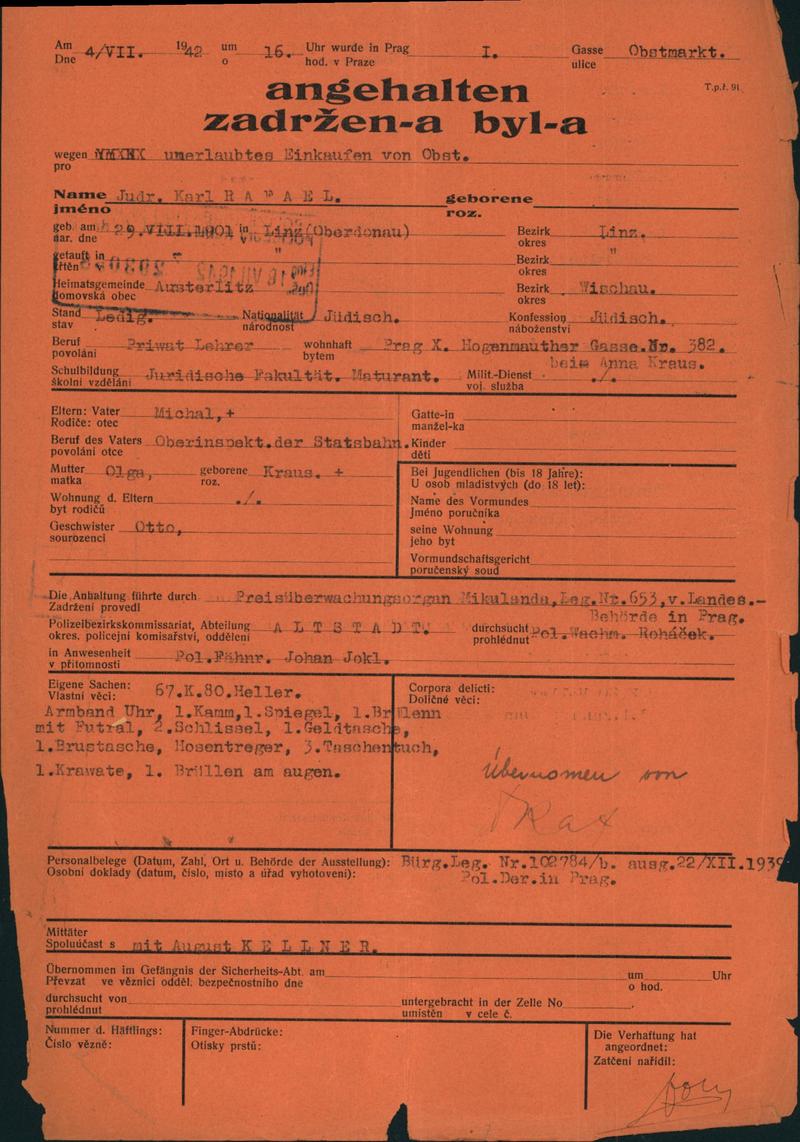 Am 4/VII. 1942 um 16. Uhr wurde in Prag I. Gasse Obstmarkt.
Dne o hod. v Praze ulice
T.p.ř. 91.
angehalten
zadržen-a byl-a
wegen unerlaubtes Einkaufen von Obst.
pro
Name Judr. Karl R A F A E L. geborene
jméno roz.
geb. am 29.VIII.1901 in Linz(Oberdonau) Bezirk Linz.
nar. dne v okres
getauft in " Bezirk "
křtěn okres
Heimatsgemeinde Austerlitz Bezirk Wischau.
domovská obec okres
Stand Ledig. Nationalität Jüdisch. Konfession Jüdisch.
stav národnost náboženství
Beruf Priwat Lehrer wohnhaft Prag X. Hogenmauther Gasse.Nr. 382.
povolání bytem beim Anna Kraus.
Schulbildung Juridische Fakultät. Maturant. Milit.-Dienst ./.
školní vzdělání voj. služba
Eltern: Vater Michal,+ Gatte-in
Rodiče: otec manžel-ka
Beruf des Vaters Oberinspekt.der Statsbahn. Kinder
povolání otce děti
Mutter Olga, geborene Kraus. +
matka roz.
Bei Jugendlichen (bis 18 Jahre):
U osob mladistvých (do 18 let):
Wohnung d. Eltern ./. Name des Vormundes
byt rodičů Jméno poručníka
Geschwister Otto, seine Wohnung
sourozenci jeho byt
Vormundschaftsgericht
poručenský soud
Die Anhaltung führte durch Preisüberwachungsorgan Mikulanda,Leg.Nr.653,v.Landes.-
Zadržení provedl Behörde in Prag.
Polizeibezirkskommissariat, Abteilung A L T S T A D T. durchsucht Pol.Wachm. Roháček.
okres. policejní komisařství, oddělení prohlédnut
in Anwesenheit Pol.Fähnr. Johan Jokl.
v přítomnosti
Eigene Sachen: 67.K.80.Heller. Corpora delicti:
Vlastní věci: Doličné věci:
Armband Uhr, 1.Kamm,1.Spiegel, 1.Brüllenn
mit Futral, 2.Schlissel, 1.Geldtasche,
1.Brustasche, Hosentreger, 3.Taschentuch,
1.Krawate, 1. Brüllen am augen.
Übernomen von
Personalbelege (Datum, Zahl, Ort u. Behörde der Ausstellung): Bürg.Leg. Nr.102784/b. ausg.22/XII.1939
Osobní doklady (datum, číslo, místo a úřad vyhotovení): Pol.Der.in Prag.
Mittäter
Spoluúčast s mit August K E L L N E R.
Übernommen im Gefängnis der Sicherheits-Abt. am um Uhr
Převzat ve věznici odděl. bezpečnostního dne o hod.
durchsucht von untergebracht in der Zelle No
prohlédnut umístěn v cele č.
Nummer d. Häftlings: Finger-Abdrücke: Die Verhaftung hat
Číslo vězně: Otisky prstů: angeordnet:
Zatčení nařídil: